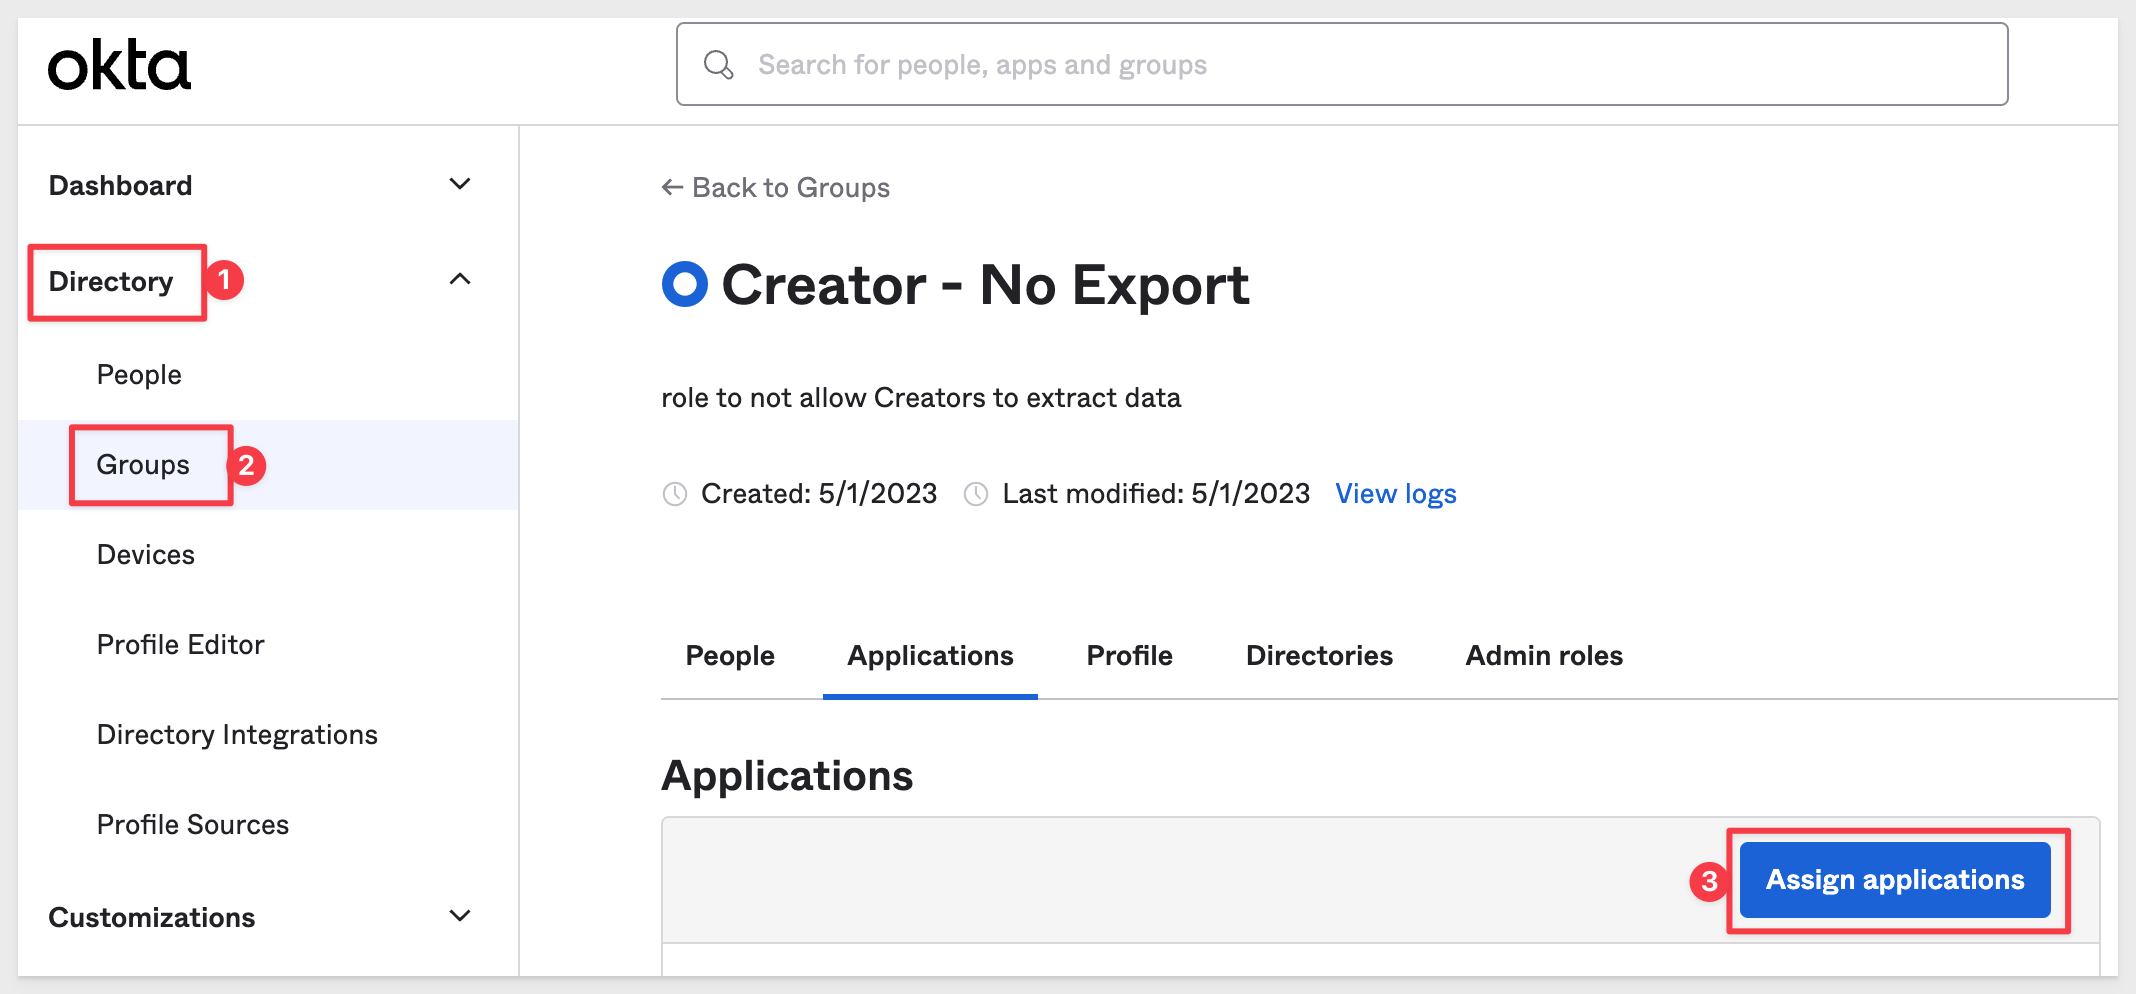 okta
Search for people, apps and groups
Dashboard
Directory 1
People
Groups 2
Devices
Profile Editor
Directory Integrations
Profile Sources
Customizations
← Back to Groups
Creator - No Export
role to not allow Creators to extract data
Created: 5/1/2023 Last modified: 5/1/2023 View logs
People Applications Profile Directories Admin roles
Applications
3 Assign applications